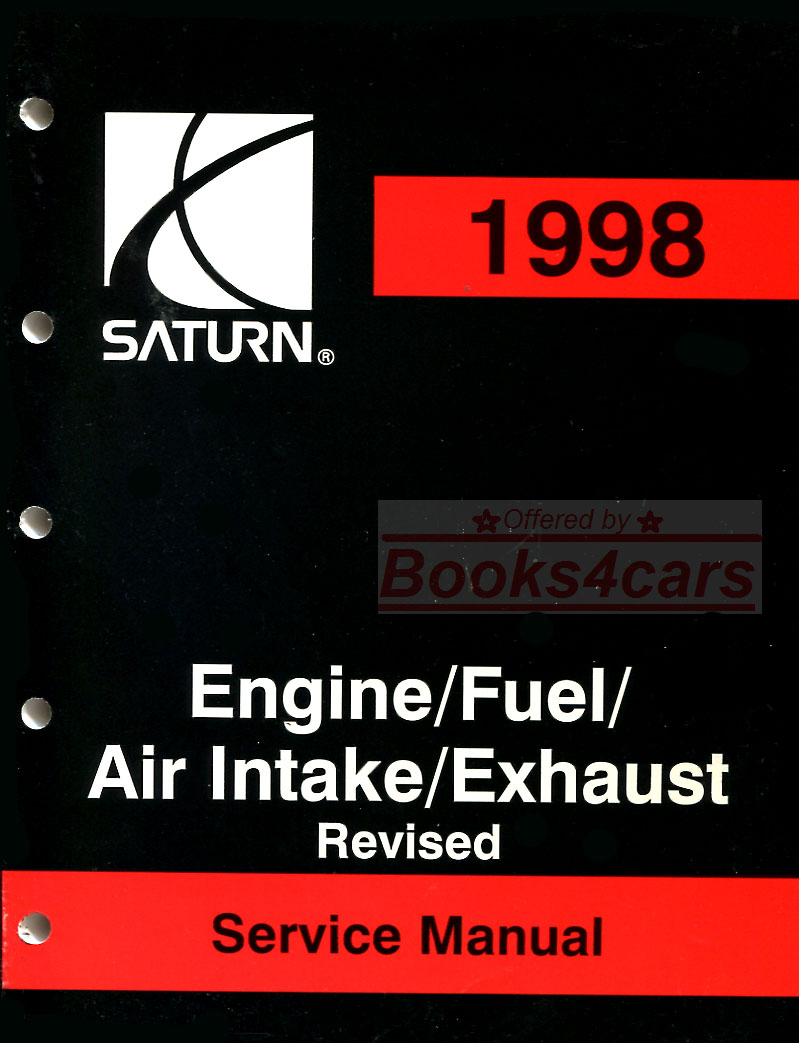 1998
SATURN®
Offered by
Books4cars
Engine/Fuel/
Air Intake/Exhaust
Revised
Service Manual